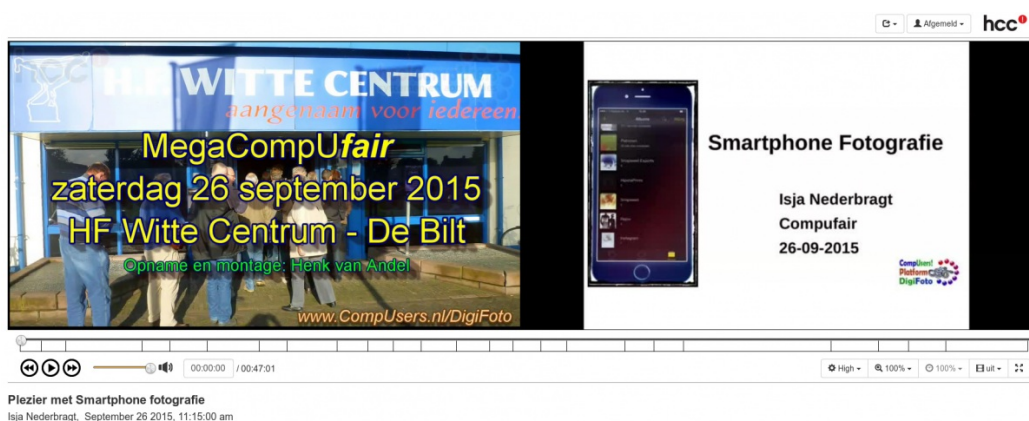 Afgemeld
hcc!
hcc
H.F. WITTE CENTRUM
aangenaam voor iedereen
MegaCompUfair
zaterdag 26 september 2015
HF Witte Centrum - De Bilt
Opname en montage: Henk van Andel
www.CompUsers.nl/DigiFoto
Smartphone Fotografie
Isja Nederbragt
Compufair
26-09-2015
CompUsers!
Platform
DigiFoto
00:00:00 / 00:47:01
High
100%
100%
uit
Plezier met Smartphone fotografie
Isja Nederbragt, September 26 2015, 11:15:00 am